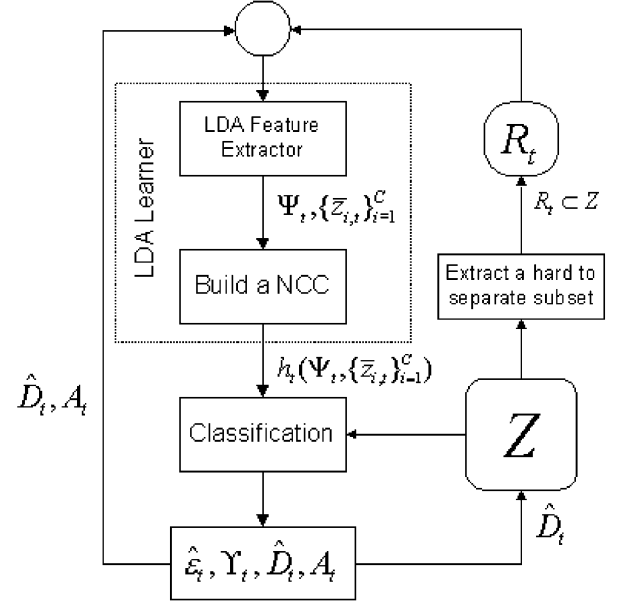 LDA Feature
Extractor
LDA Learner
Ψ_t, {z̄_{i,t}}_{i=1}^C
Build a NCC
h_t(Ψ_t, {z̄_{i,t}}_{i=1}^C)
Classification
ε̂_t, ϒ_t, D̂_t, A_t
D̂_t, A_t
R_t
R_t ⊂ Z
Extract a hard to
separate subset
Z
D̂_t